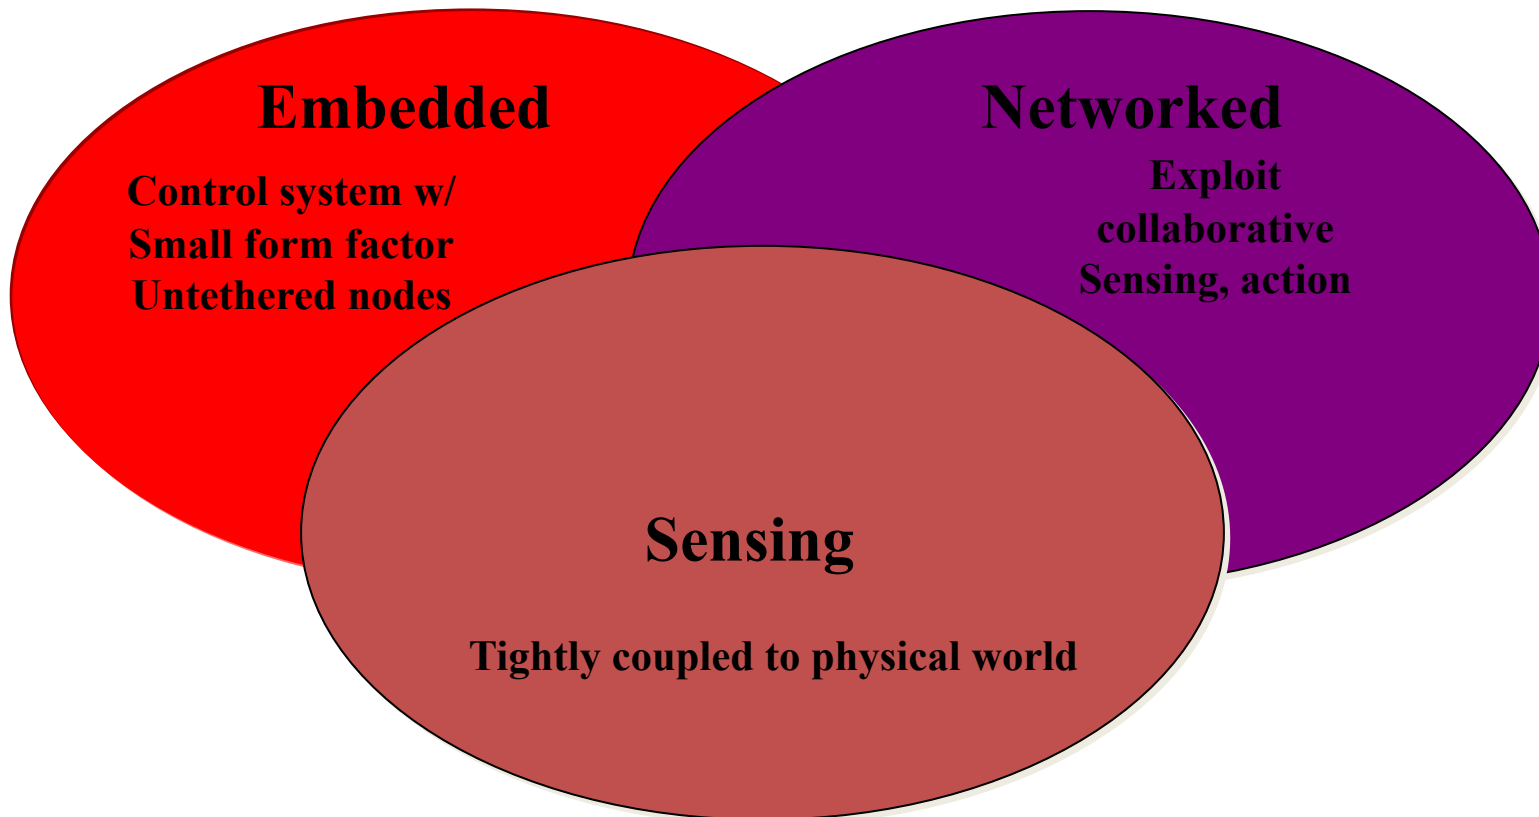 Embedded
Control system w/
Small form factor
Untethered nodes
Networked
Exploit
collaborative
Sensing, action
Sensing
Tightly coupled to physical world